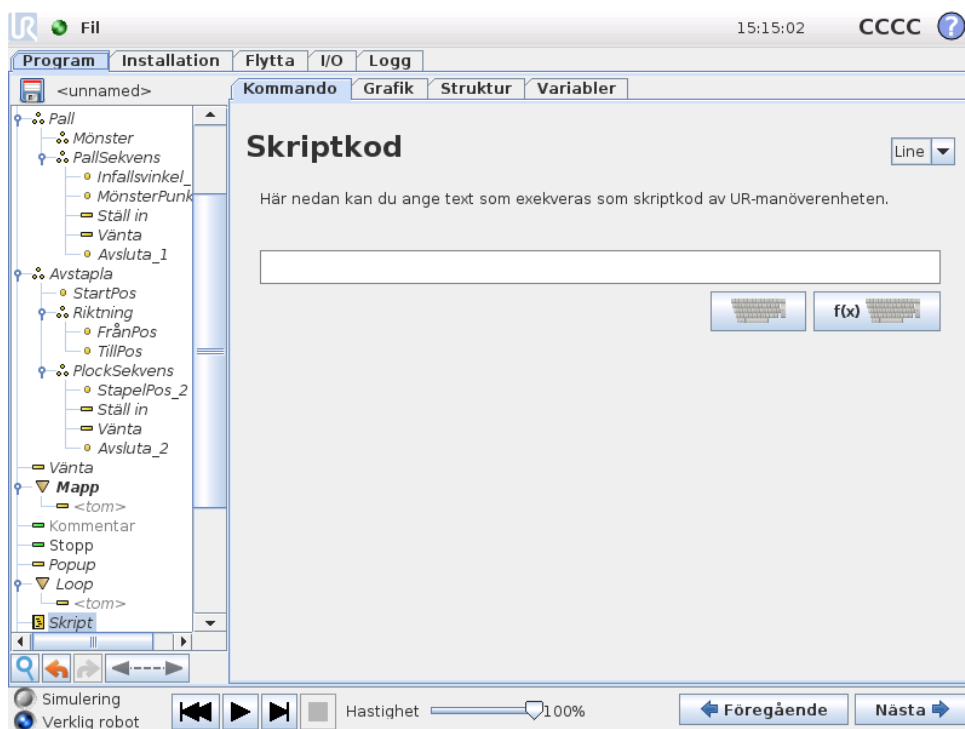 UR Fil 15:15:02 CCCC ?
Program Installation Flytta I/O Logg
<unnamed>
Kommando Grafik Struktur Variabler
Pall
Mönster
PallSekvens
Infallsvinkel_
MönsterPunk
Ställ in
Vänta
Avsluta_1
Avstapla
StartPos
Riktning
FrånPos
TillPos
PlockSekvens
StapelPos_2
Ställ in
Vänta
Avsluta_2
Vänta
Mapp
<tom>
Kommentar
Stopp
Popup
Loop
<tom>
Skript
Skriptkod
Line
Här nedan kan du ange text som exekveras som skriptkod av UR-manöverenheten.
f(x)
Simulering
Verklig robot
Hastighet 100%
Föregående
Nästa